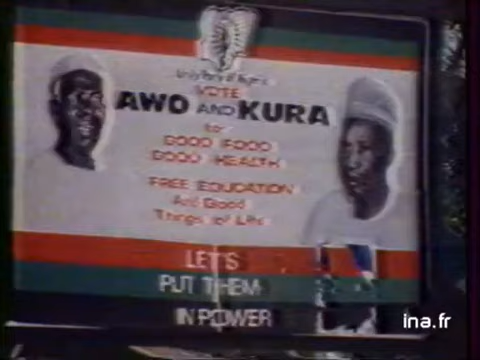 Unity Party of Nigeria
VOTE
AWO AND KURA
for
GOOD FOOD
GOOD HEALTH
FREE EDUCATION
And Good
Things of Life
LET'S
PUT THEM
IN POWER
ina.fr